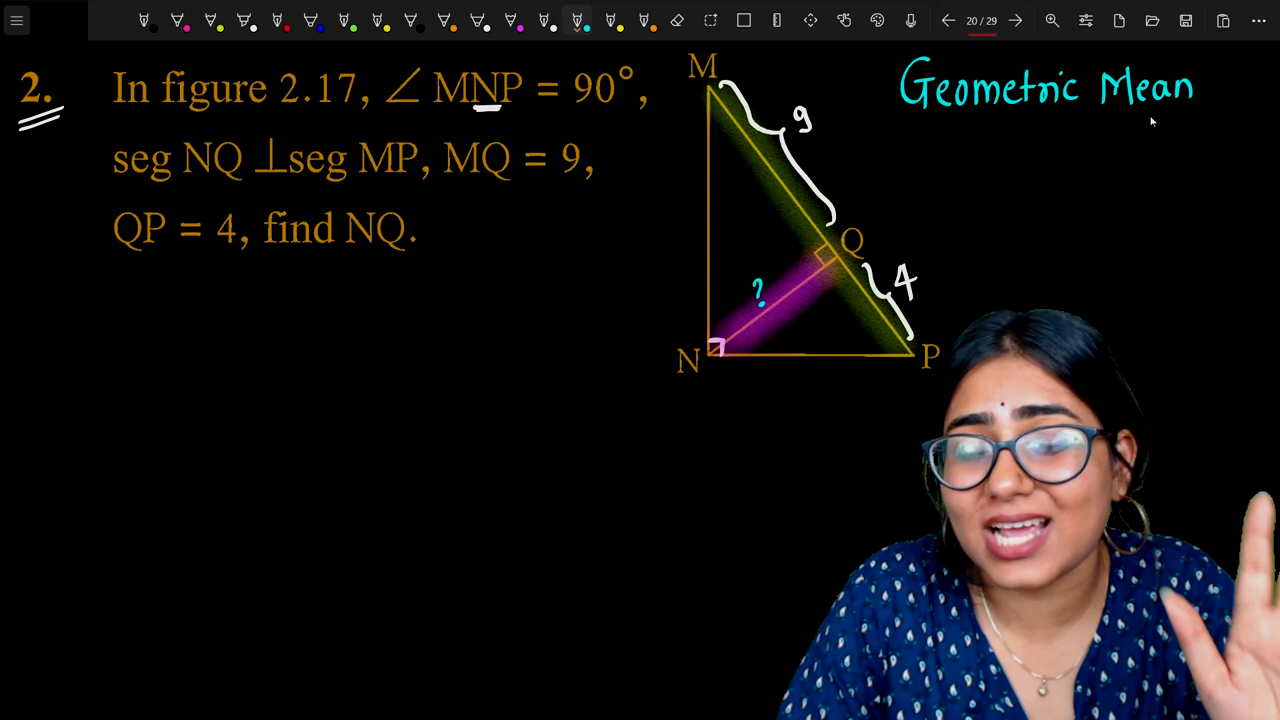 20 / 29
2. In figure 2.17, ∠ MNP = 90°,
seg NQ ⊥seg MP, MQ = 9,
QP = 4, find NQ.
M
9
Q
4
?
N
P
Geometric Mean